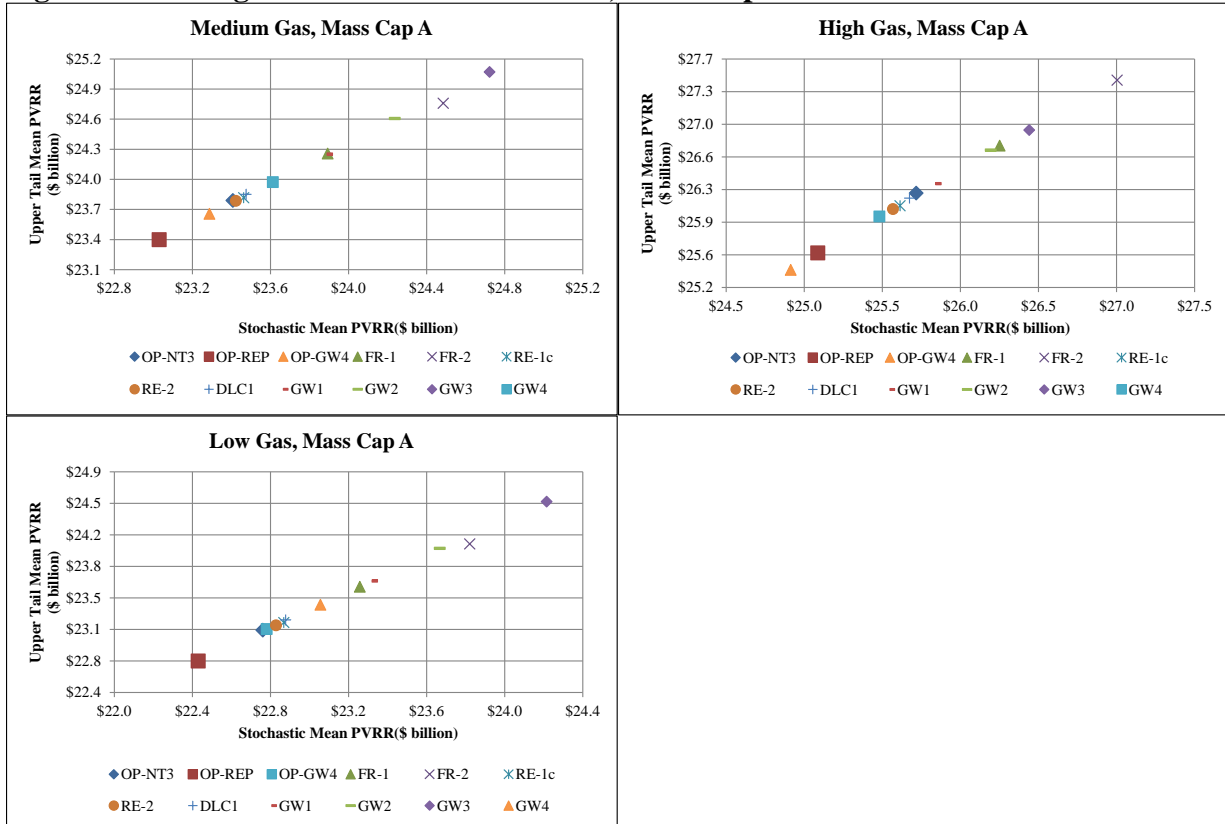 Medium Gas, Mass Cap A
Upper Tail Mean PVRR
($ billion)
$25.2
$24.9
$24.6
$24.3
$24.0
$23.7
$23.4
$23.1
$22.8 $23.2 $23.6 $24.0 $24.4 $24.8 $25.2
Stochastic Mean PVRR($ billion)
OP-NT3 OP-REP OP-GW4 FR-1 FR-2 RE-1c
RE-2 DLC1 GW1 GW2 GW3 GW4
High Gas, Mass Cap A
Upper Tail Mean PVRR
($ billion)
$27.7
$27.3
$27.0
$26.6
$26.3
$25.9
$25.6
$25.2
$24.5 $25.0 $25.5 $26.0 $26.5 $27.0 $27.5
Stochastic Mean PVRR($ billion)
OP-NT3 OP-REP OP-GW4 FR-1 FR-2 RE-1c
RE-2 DLC1 GW1 GW2 GW3 GW4
Low Gas, Mass Cap A
Upper Tail Mean PVRR
($ billion)
$24.9
$24.5
$24.2
$23.8
$23.5
$23.1
$22.8
$22.4
$22.0 $22.4 $22.8 $23.2 $23.6 $24.0 $24.4
Stochastic Mean PVRR($ billion)
OP-NT3 OP-REP OP-GW4 FR-1 FR-2 RE-1c
RE-2 DLC1 GW1 GW2 GW3 GW4